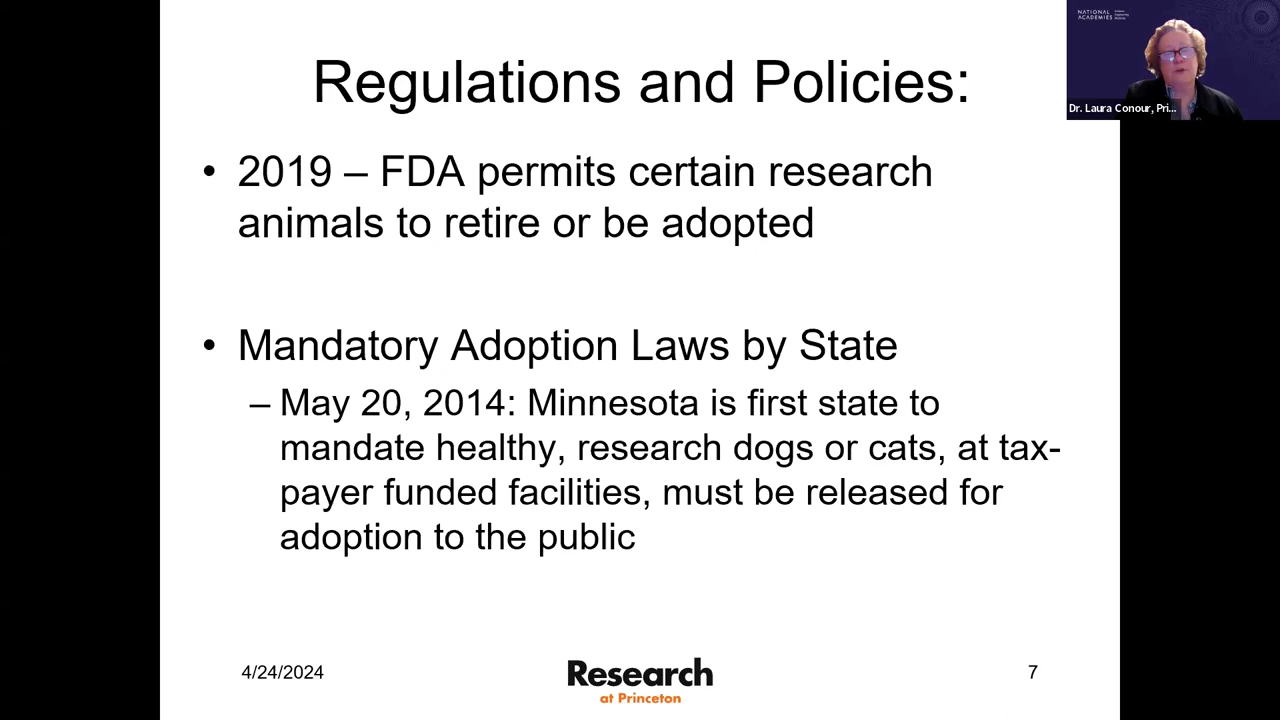 Regulations and Policies:
NATIONAL
ACADEMIES
Dr. Laura Conour, Pri...
• 2019 – FDA permits certain research
animals to retire or be adopted
• Mandatory Adoption Laws by State
– May 20, 2014: Minnesota is first state to
mandate healthy, research dogs or cats, at tax-
payer funded facilities, must be released for
adoption to the public
4/24/2024
Research
at Princeton
7